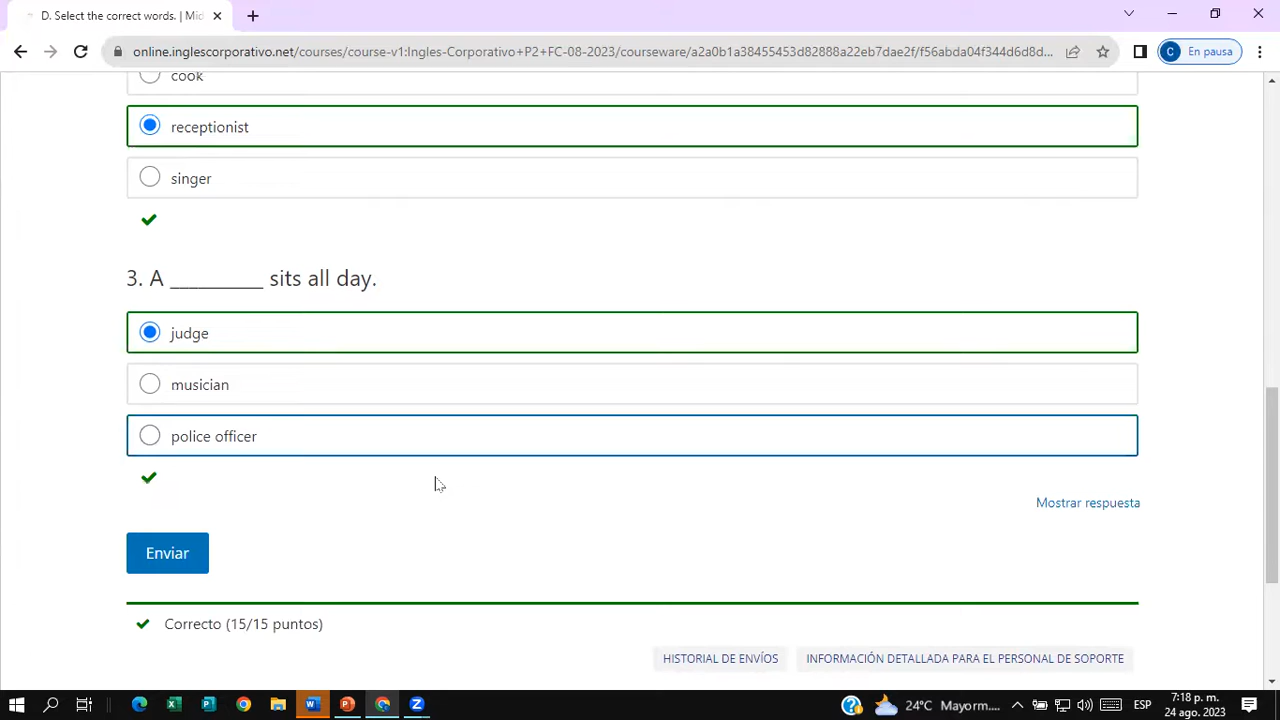 D. Select the correct words. | Mic
online.inglescorporativo.net/courses/course-v1:Ingles-Corporativo+P2+FC-08-2023/courseware/a2a0b1a38455453d82888a22eb7dae2f/f56abda04f344d6d8d...
C En pausa
cook
receptionist
singer
3. A __________ sits all day.
judge
musician
police officer
Mostrar respuesta
Enviar
Correcto (15/15 puntos)
HISTORIAL DE ENVÍOS
INFORMACIÓN DETALLADA PARA EL PERSONAL DE SOPORTE
24°C Mayorm....
ESP
7:18 p. m.
24 ago. 2023